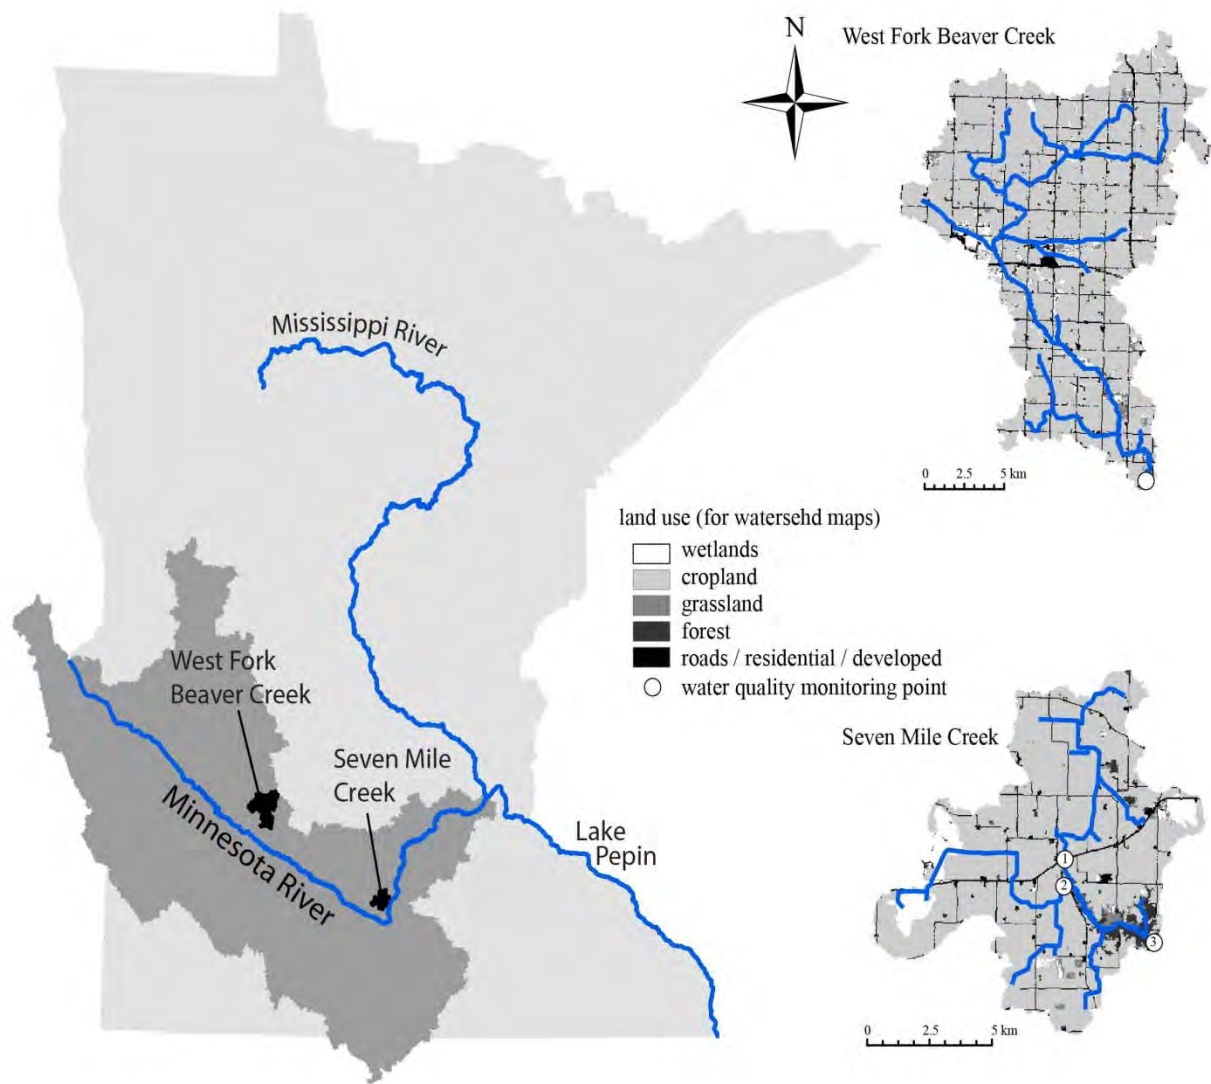 N
West Fork Beaver Creek
Mississippi River
0 2.5 5 km
land use (for watersehd maps)
wetlands
cropland
grassland
forest
roads / residential / developed
water quality monitoring point
West Fork
Beaver Creek
Seven Mile
Creek
Minnesota River
Lake
Pepin
Seven Mile Creek
1
2
3
0 2.5 5 km